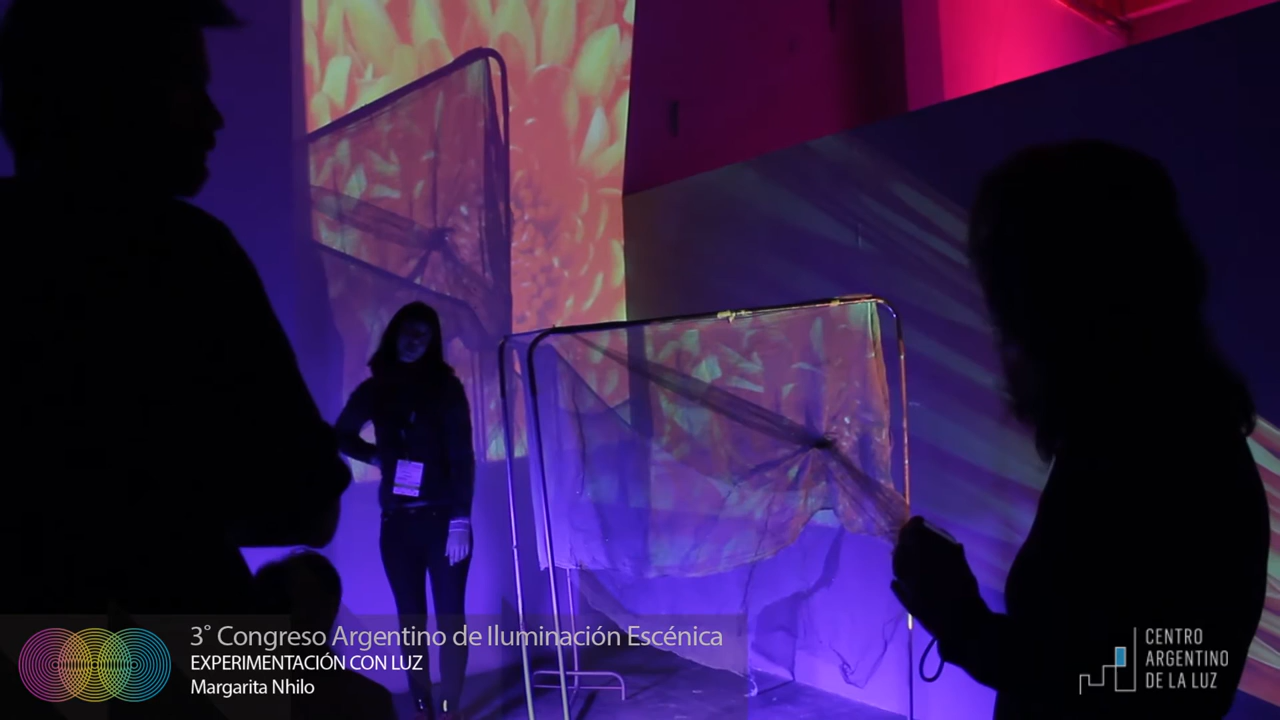 3° Congreso Argentino de Iluminación Escénica
EXPERIMENTACIÓN CON LUZ
Margarita Nhilo
CENTRO
ARGENTINO
DE LA LUZ